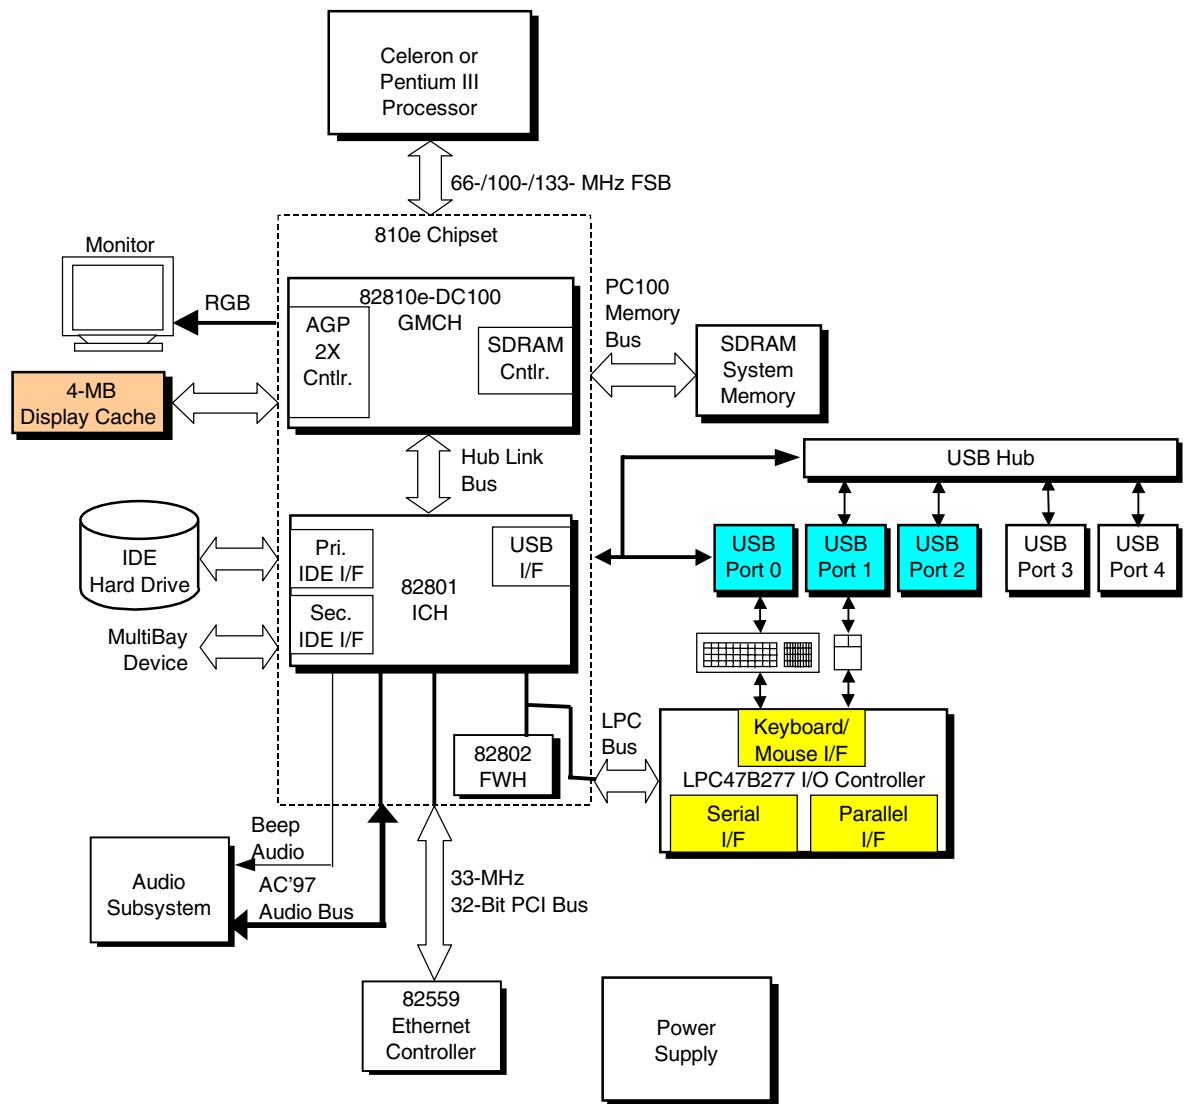 Celeron or
Pentium III
Processor
66-/100-/133- MHz FSB
810e Chipset
Monitor
RGB
82810e-DC100
GMCH
AGP
2X
Cntlr.
SDRAM
Cntlr.
PC100
Memory
Bus
SDRAM
System
Memory
4-MB
Display Cache
Hub Link
Bus
USB Hub
IDE
Hard Drive
Pri.
IDE I/F
USB
I/F
82801
ICH
Sec.
IDE I/F
MultiBay
Device
USB
Port 0
USB
Port 1
USB
Port 2
USB
Port 3
USB
Port 4
82802
FWH
LPC
Bus
Keyboard/
Mouse I/F
LPC47B277 I/O Controller
Serial
I/F
Parallel
I/F
Beep
Audio
Audio
Subsystem
AC'97
Audio Bus
33-MHz
32-Bit PCI Bus
82559
Ethernet
Controller
Power
Supply